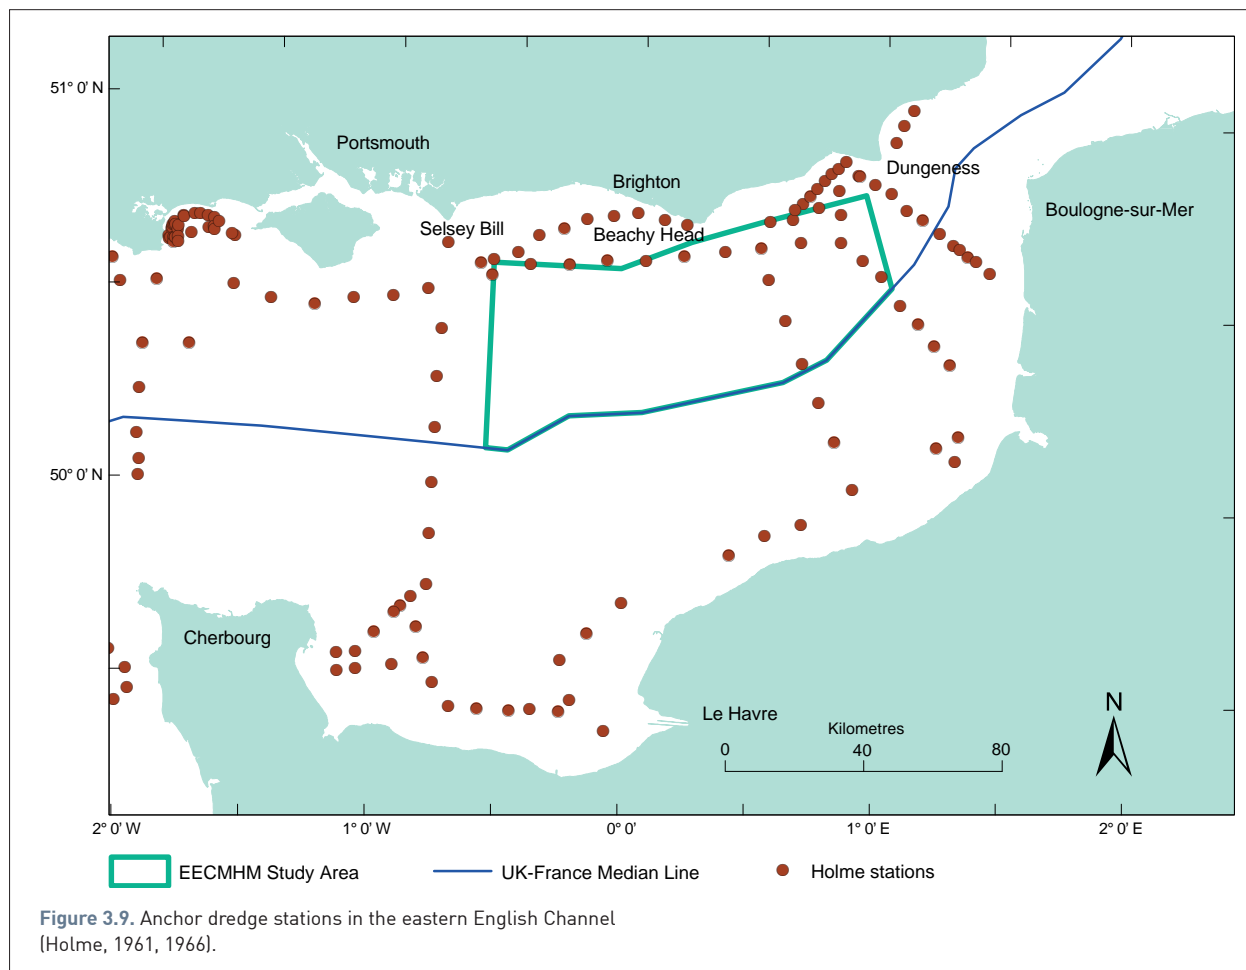 51° 0' N
Portsmouth
Dungeness
Brighton
Boulogne-sur-Mer
Selsey Bill
Beachy Head
50° 0' N
Cherbourg
N
Le Havre
Kilometres
0 40 80
2° 0' W 1° 0' W 0° 0' 1° 0' E 2° 0' E
EECMHM Study Area UK-France Median Line Holme stations
Figure 3.9. Anchor dredge stations in the eastern English Channel
(Holme, 1961, 1966).